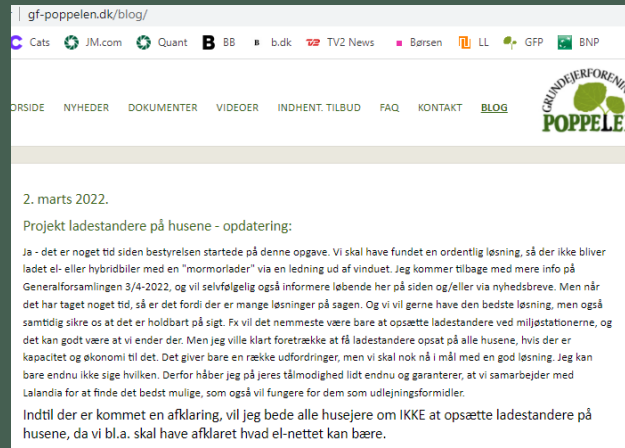 gf-poppelen.dk/blog/
Cats JM.com Quant BB b.dk TV2 News Børsen LL GFP BNP
ORSIDE NYHEDER DOKUMENTER VIDEOER INDHENT. TILBUD FAQ KONTAKT BLOG
GRUNDEJERFORENIN
POPPELE
2. marts 2022.
Projekt ladestandere på husene - opdatering:
Ja - det er noget tid siden bestyrelsen startede på denne opgave. Vi skal have fundet en ordentlig løsning, så der ikke bliver
ladet el- eller hybridbiler med en "mormorlader" via en ledning ud af vinduet. Jeg kommer tilbage med mere info på
Generalforsamlingen 3/4-2022, og vil selvfølgelig også informere løbende her på siden og/eller via nyhedsbreve. Men når
det har taget noget tid, så er det fordi der er mange løsninger på sagen. Og vi vil gerne have den bedste løsning, men også
samtidig sikre os at det er holdbart på sigt. Fx vil det nemmeste være bare at opsætte ladestandere ved miljøstationerne, og
det kan godt være at vi ender der. Men jeg ville klart foretrække at få ladestandere opsat på alle husene, hvis der er
kapacitet og økonomi til det. Det giver bare en række udfordringer, men vi skal nok nå i mål med en god løsning. Jeg kan
bare endnu ikke sige hvilken. Derfor håber jeg på jeres tålmodighed lidt endnu og garanterer, at vi samarbejder med
Lalandia for at finde det bedst mulige, som også vil fungere for dem som udlejningsformidler.
Indtil der er kommet en afklaring, vil jeg bede alle husejere om IKKE at opsætte ladestandere på
husene, da vi bl.a. skal have afklaret hvad el-nettet kan bære.